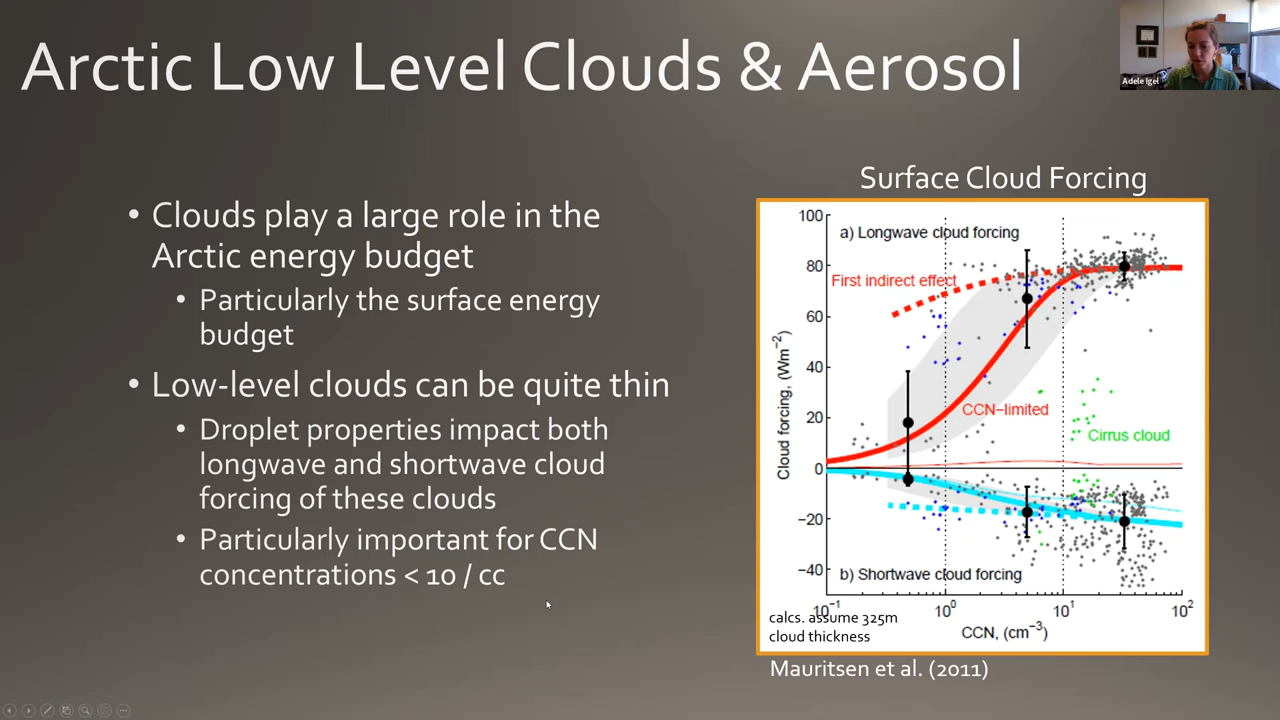 Arctic Low Level Clouds & Aerosol
Adele Igel
• Clouds play a large role in the
Arctic energy budget
• Particularly the surface energy
budget
• Low-level clouds can be quite thin
• Droplet properties impact both
longwave and shortwave cloud
forcing of these clouds
• Particularly important for CCN
concentrations < 10 / cc
Surface Cloud Forcing
100
80
60
40
20
0
−20
−40
Cloud forcing, (Wm−2)
a) Longwave cloud forcing
First indirect effect
CCN−limited
Cirrus cloud
b) Shortwave cloud forcing
10−1
100
101
102
calcs. assume 325m
cloud thickness
CCN, (cm−3)
Mauritsen et al. (2011)